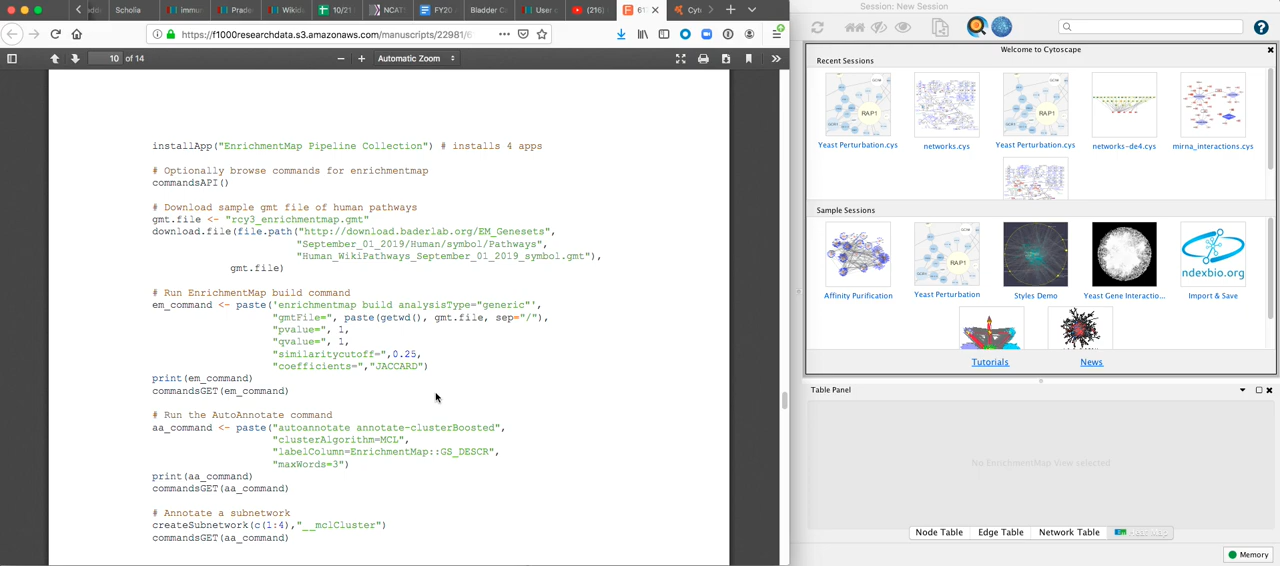 Scholia
immu
Prade
Wikid
10/21
NCAT
FY20
Bladder C
User
(216)
61
Cyt
Session: New Session
https://f1000researchdata.s3.amazonaws.com/manuscripts/22981/6
10 of 14
Automatic Zoom
installApp("EnrichmentMap Pipeline Collection") # installs 4 apps
# Optionally browse commands for enrichmentmap
commandsAPI()
# Download sample gmt file of human pathways
gmt.file <- "rcy3_enrichmentmap.gmt"
download.file(file.path("http://download.baderlab.org/EM_Genesets",
"September_01_2019/Human/symbol/Pathways",
"Human_WikiPathways_September_01_2019_symbol.gmt"),
gmt.file)
# Run EnrichmentMap build command
em_command <- paste('enrichmentmap build analysisType="generic"',
"gmtFile=", paste(getwd(), gmt.file, sep="/"),
"pvalue=", 1,
"qvalue=", 1,
"similaritycutoff=",0.25,
"coefficients=","JACCARD")
print(em_command)
commandsGET(em_command)
# Run the AutoAnnotate command
aa_command <- paste("autoannotate annotate-clusterBoosted",
"clusterAlgorithm=MCL",
"labelColumn=EnrichmentMap::GS_DESCR",
"maxWords=3")
print(aa_command)
commandsGET(aa_command)
# Annotate a subnetwork
createSubnetwork(c(1:4),"__mclCluster")
commandsGET(aa_command)
Welcome to Cytoscape
Recent Sessions
RAP1
RAP1
Yeast Perturbation.cys
networks.cys
Yeast Perturbation.cys
networks-de4.cys
mirna_interactions.cys
Sample Sessions
RAP1
ndexbio.org
Affinity Purification
Yeast Perturbation
Styles Demo
Yeast Gene Interactio...
Import & Save
Tutorials
News
Table Panel
No EnrichmentMap View selected
Node Table
Edge Table
Network Table
Heat Map
Memory